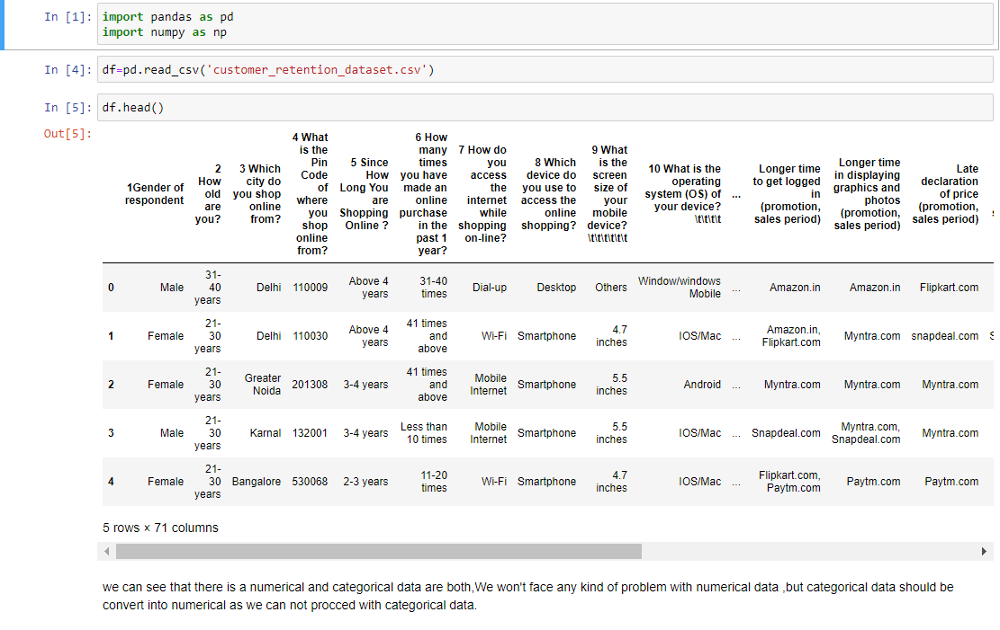 In [1]: import pandas as pd
import numpy as np
In [4]: df=pd.read_csv('customer_retention_dataset.csv')
In [5]: df.head()
Out[5]:
1Gender of respondent
2 How old are you?
3 Which city do you shop online from?
4 What is the Pin Code of where you shop online from?
5 Since How Long You are Shopping Online ?
6 How many times you have made an online purchase in the past 1 year?
7 How do you access the internet while shopping on-line?
8 Which device do you use to access the online shopping?
9 What is the screen size of your mobile device? \t\t\t\t\t\t
10 What is the operating system (OS) of your device? \t\t\t\t
...
Longer time to get logged in (promotion, sales period)
Longer time in displaying graphics and photos (promotion, sales period)
Late declaration of price (promotion, sales period)
0 Male 31-40 years Delhi 110009 Above 4 years 31-40 times Dial-up Desktop Others Window/windows Mobile ... Amazon.in Amazon.in Flipkart.com
1 Female 21-30 years Delhi 110030 Above 4 years 41 times and above Wi-Fi Smartphone 4.7 inches IOS/Mac ... Amazon.in, Flipkart.com Myntra.com snapdeal.com S
2 Female 21-30 years Greater Noida 201308 3-4 years 41 times and above Mobile Internet Smartphone 5.5 inches Android ... Myntra.com Myntra.com Myntra.com
3 Male 21-30 years Karnal 132001 3-4 years Less than 10 times Mobile Internet Smartphone 5.5 inches IOS/Mac ... Snapdeal.com Myntra.com, Snapdeal.com Myntra.com
4 Female 21-30 years Bangalore 530068 2-3 years 11-20 times Wi-Fi Smartphone 4.7 inches IOS/Mac ... Flipkart.com, Paytm.com Paytm.com Paytm.com
5 rows × 71 columns
we can see that there is a numerical and categorical data are both,We won't face any kind of problem with numerical data ,but categorical data should be
convert into numerical as we can not procced with categorical data.